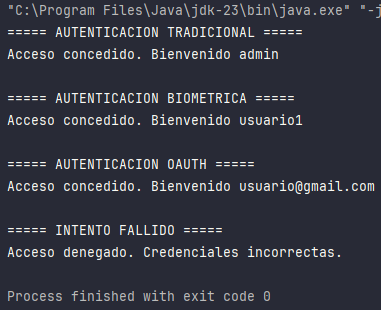 "C:\Program Files\Java\jdk-23\bin\java.exe" "-j
===== AUTENTICACION TRADICIONAL =====
Acceso concedido. Bienvenido admin
===== AUTENTICACION BIOMETRICA =====
Acceso concedido. Bienvenido usuario1
===== AUTENTICACION OAUTH =====
Acceso concedido. Bienvenido usuario@gmail.com
===== INTENTO FALLIDO =====
Acceso denegado. Credenciales incorrectas.
Process finished with exit code 0